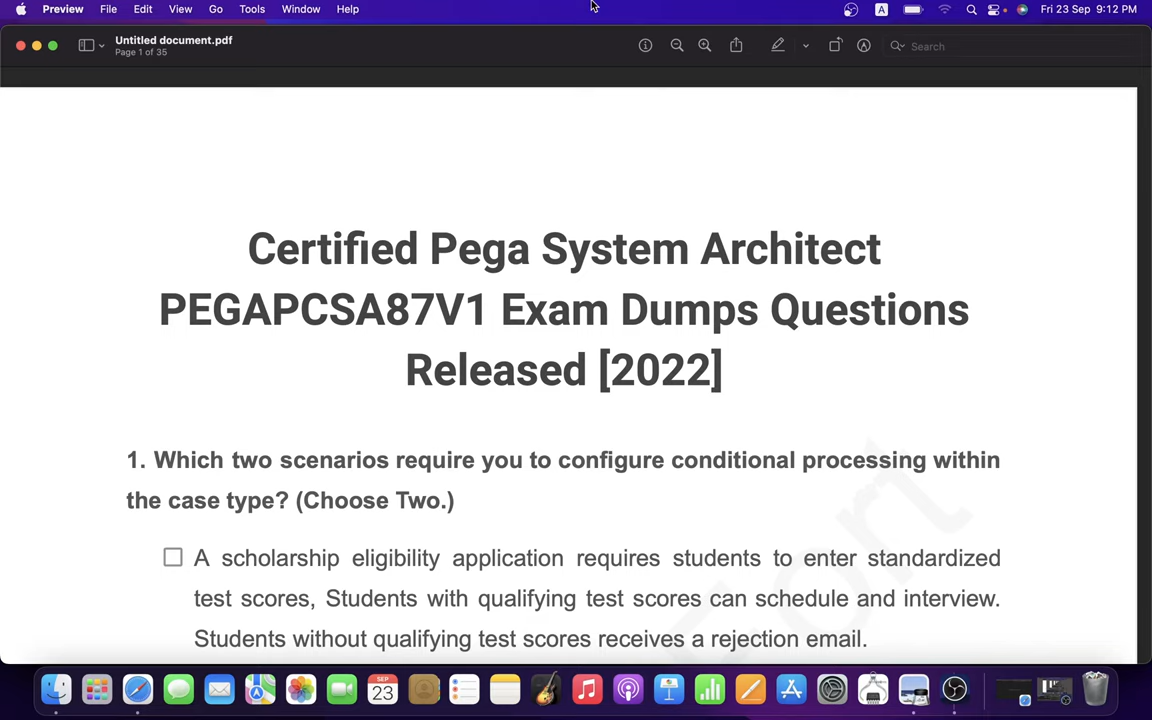 Preview File Edit View Go Tools Window Help A Fri 23 Sep 9:12 PM
Untitled document.pdf
Page 1 of 35
Search
Certified Pega System Architect
PEGAPCSA87V1 Exam Dumps Questions
Released [2022]
1. Which two scenarios require you to configure conditional processing within
the case type? (Choose Two.)
A scholarship eligibility application requires students to enter standardized
test scores, Students with qualifying test scores can schedule and interview.
Students without qualifying test scores receives a rejection email.
SEP
23